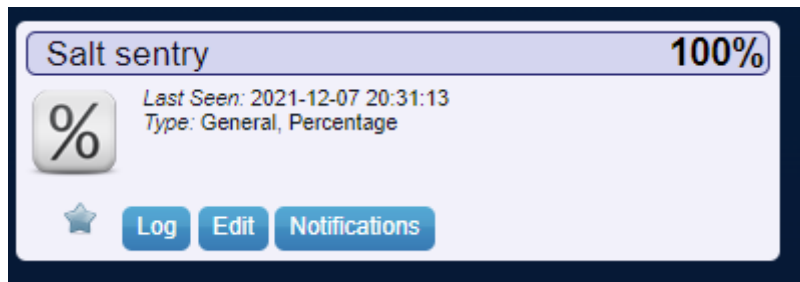 Salt sentry 100%
%
Last Seen: 2021-12-07 20:31:13
Type: General, Percentage
Log Edit Notifications